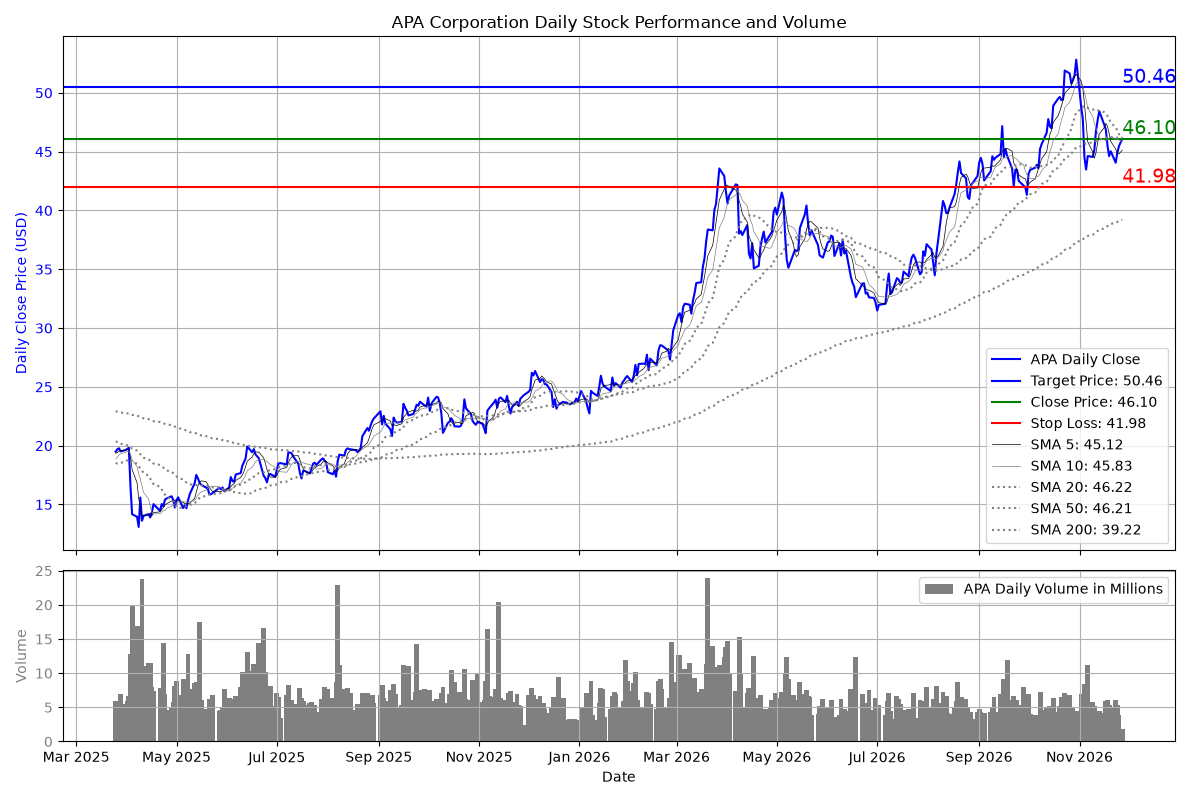 APA Corporation Daily Stock Performance and Volume
Daily Close Price (USD)
50
45
40
35
30
25
20
15
50.46
46.10
41.98
APA Daily Close
Target Price: 50.46
Close Price: 46.10
Stop Loss: 41.98
SMA 5: 45.12
SMA 10: 45.83
SMA 20: 46.22
SMA 50: 46.21
SMA 200: 39.22
Volume
25
20
15
10
5
0
APA Daily Volume in Millions
Mar 2025 May 2025 Jul 2025 Sep 2025 Nov 2025 Jan 2026 Mar 2026 May 2026 Jul 2026 Sep 2026 Nov 2026
Date